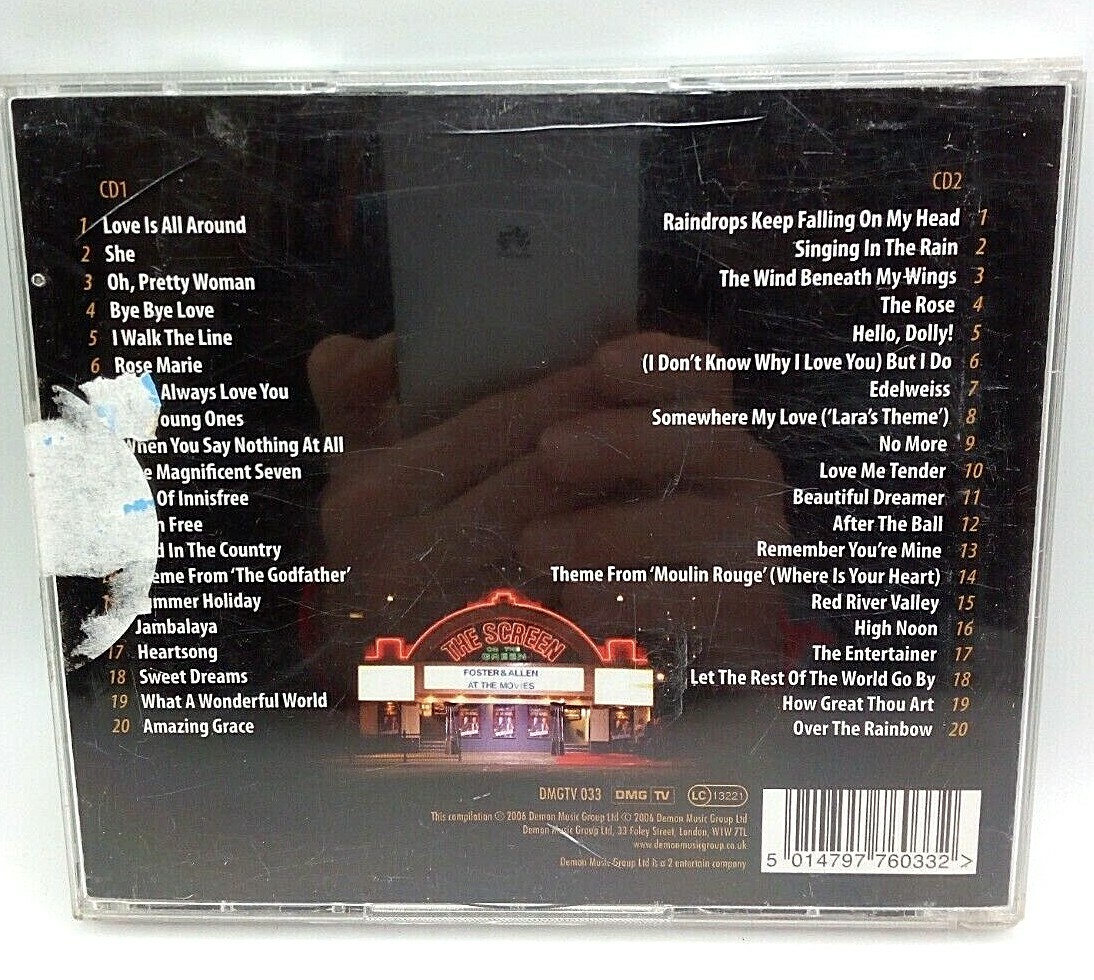 CD1
1 Love Is All Around
2 She
3 Oh, Pretty Woman
4 Bye Bye Love
5 I Walk The Line
6 Rose Marie
Always Love You
oung Ones
When You Say Nothing At All
e Magnificent Seven
Of Innisfree
n Free
d In The Country
eme From ‘The Godfather’
ummer Holiday
Jambalaya
17 Heartsong
18 Sweet Dreams
19 What A Wonderful World
20 Amazing Grace
CD2
Raindrops Keep Falling On My Head 1
Singing In The Rain 2
The Wind Beneath My Wings 3
The Rose 4
Hello, Dolly! 5
(I Don’t Know Why I Love You) But I Do 6
Edelweiss 7
Somewhere My Love (‘Lara’s Theme’) 8
No More 9
Love Me Tender 10
Beautiful Dreamer 11
After The Ball 12
Remember You’re Mine 13
Theme From ‘Moulin Rouge’ (Where Is Your Heart) 14
Red River Valley 15
High Noon 16
The Entertainer 17
Let The Rest Of The World Go By 18
How Great Thou Art 19
Over The Rainbow 20
THE SCREEN
ON THE
GREEN
FOSTER & ALLEN
AT THE MOVIES
DMGTV 033 DMG TV LC 13221
This compilation ℗ 2006 Demon Music Group Ltd © 2006 Demon Music Group Ltd
Demon Music Group Ltd, 33 Foley Street, London, W1W 7TL
www.demonmusicgroup.co.uk
Demon Music Group Ltd is a 2 entertain company
5 014797 760332 >